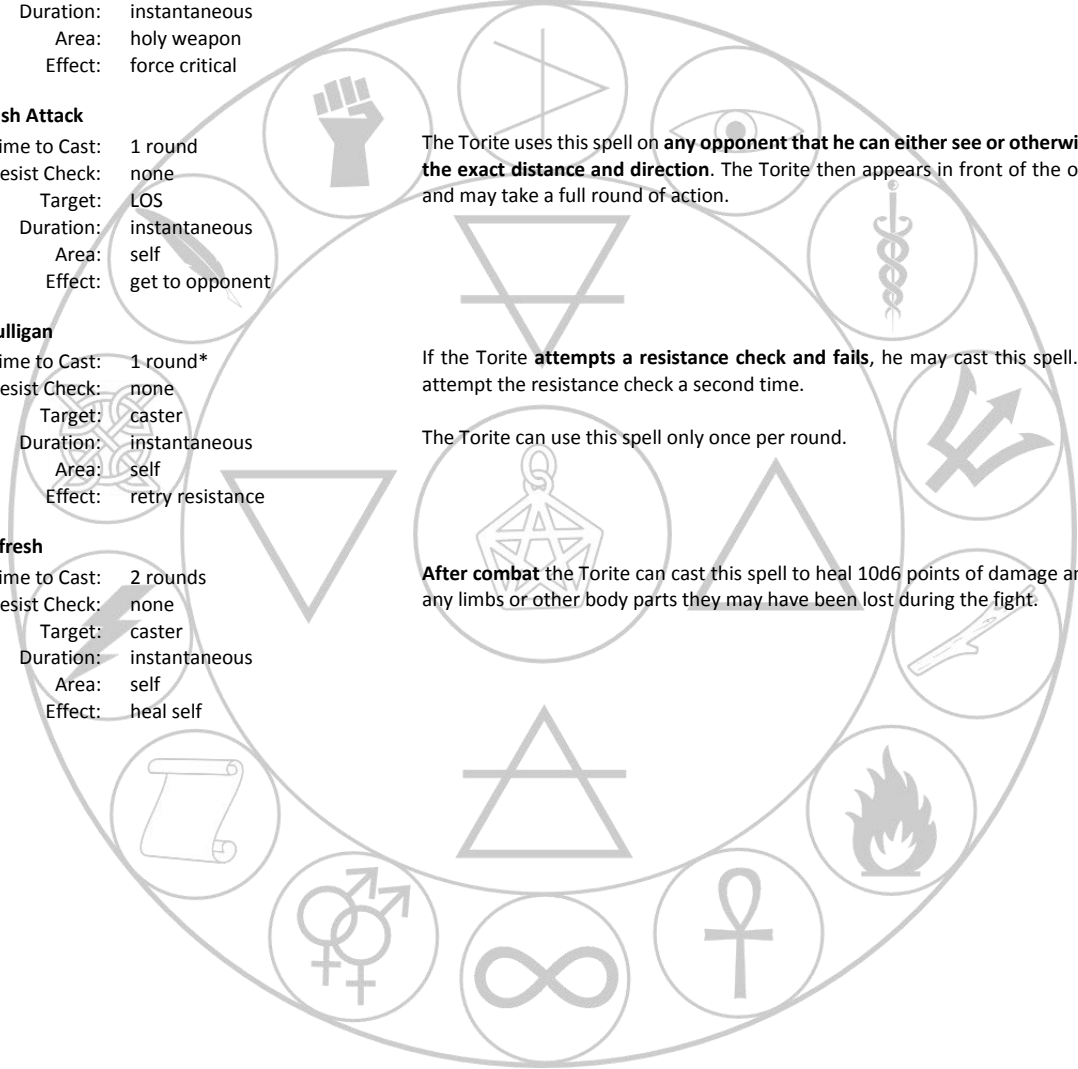 Duration: instantaneous
Area: holy weapon
Effect: force critical
sh Attack
ime to Cast: 1 round
esist Check: none
Target: LOS
Duration: instantaneous
Area: self
Effect: get to opponent
The Torite uses this spell on any opponent that he can either see or otherwi
the exact distance and direction. The Torite then appears in front of the o
and may take a full round of action.
ulligan
ime to Cast: 1 round*
esist Check: none
Target: caster
Duration: instantaneous
Area: self
Effect: retry resistance
If the Torite attempts a resistance check and fails, he may cast this spell.
attempt the resistance check a second time.
The Torite can use this spell only once per round.
fresh
ime to Cast: 2 rounds
esist Check: none
Target: caster
Duration: instantaneous
Area: self
Effect: heal self
After combat the Torite can cast this spell to heal 10d6 points of damage an
any limbs or other body parts they may have been lost during the fight.